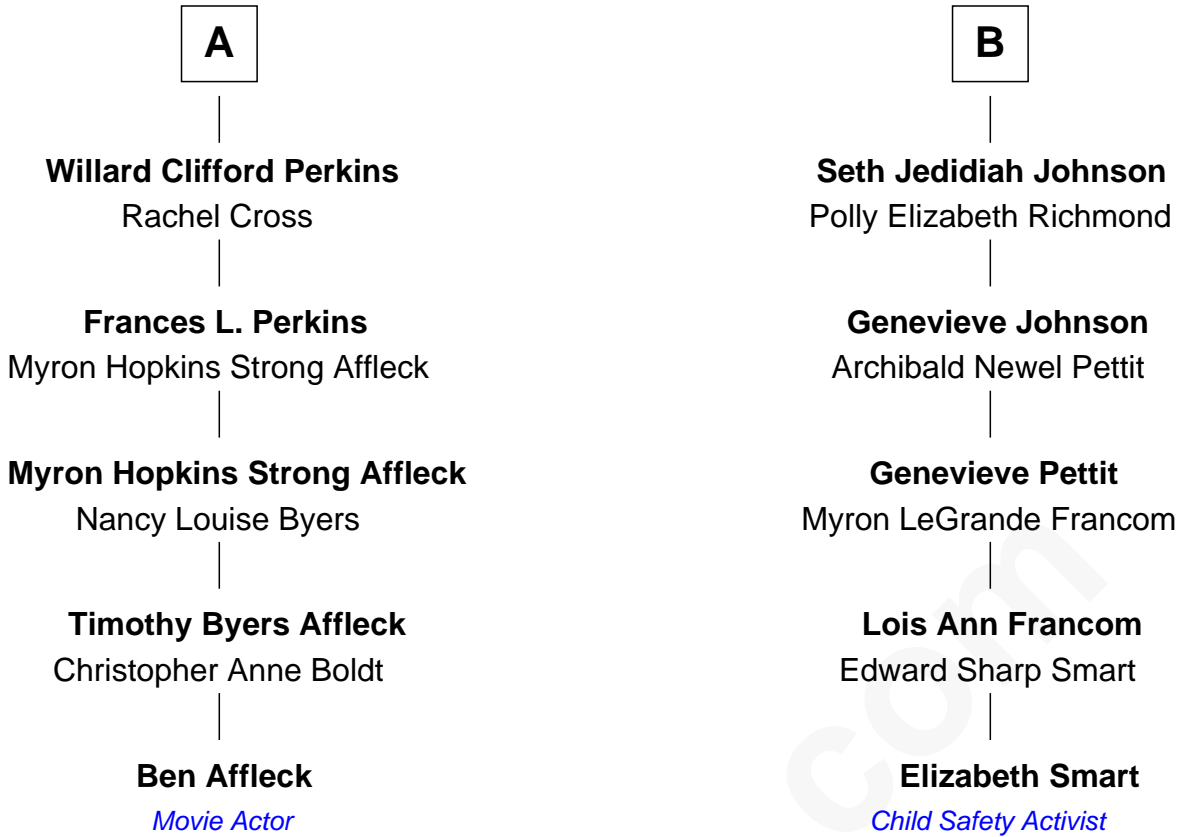 A
Willard Clifford Perkins
Rachel Cross
Frances L. Perkins
Myron Hopkins Strong Affleck
Myron Hopkins Strong Affleck
Nancy Louise Byers
Timothy Byers Affleck
Christopher Anne Boldt
Ben Affleck
Movie Actor
B
Seth Jedidiah Johnson
Polly Elizabeth Richmond
Genevieve Johnson
Archibald Newel Pettit
Genevieve Pettit
Myron LeGrande Francom
Lois Ann Francom
Edward Sharp Smart
Elizabeth Smart
Child Safety Activist
com